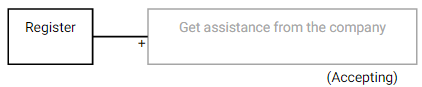 Register
Get assistance from the company
+
(Accepting)